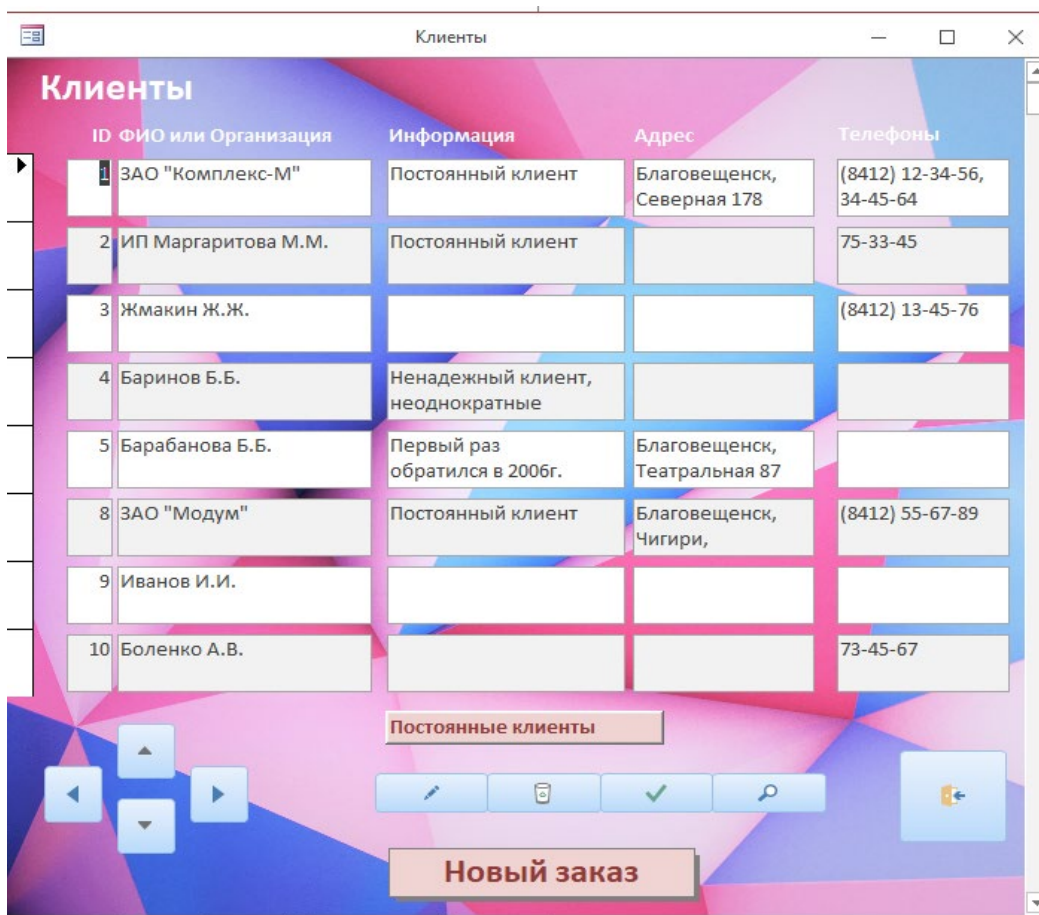 Клиенты
Клиенты
ID ФИО или Организация Информация Адрес Телефоны
1 ЗАО "Комплекс-М" Постоянный клиент Благовещенск, (8412) 12-34-56,
Северная 178 34-45-64
2 ИП Маргаритова М.М. Постоянный клиент 75-33-45
3 Жмакин Ж.Ж. (8412) 13-45-76
4 Баринов Б.Б. Ненадежный клиент,
неоднократные
5 Барабанова Б.Б. Первый раз Благовещенск,
обратился в 2006г. Театральная 87
8 ЗАО "Модум" Постоянный клиент Благовещенск, (8412) 55-67-89
Чигири,
9 Иванов И.И.
10 Боленко А.В. 73-45-67
Постоянные клиенты
Новый заказ